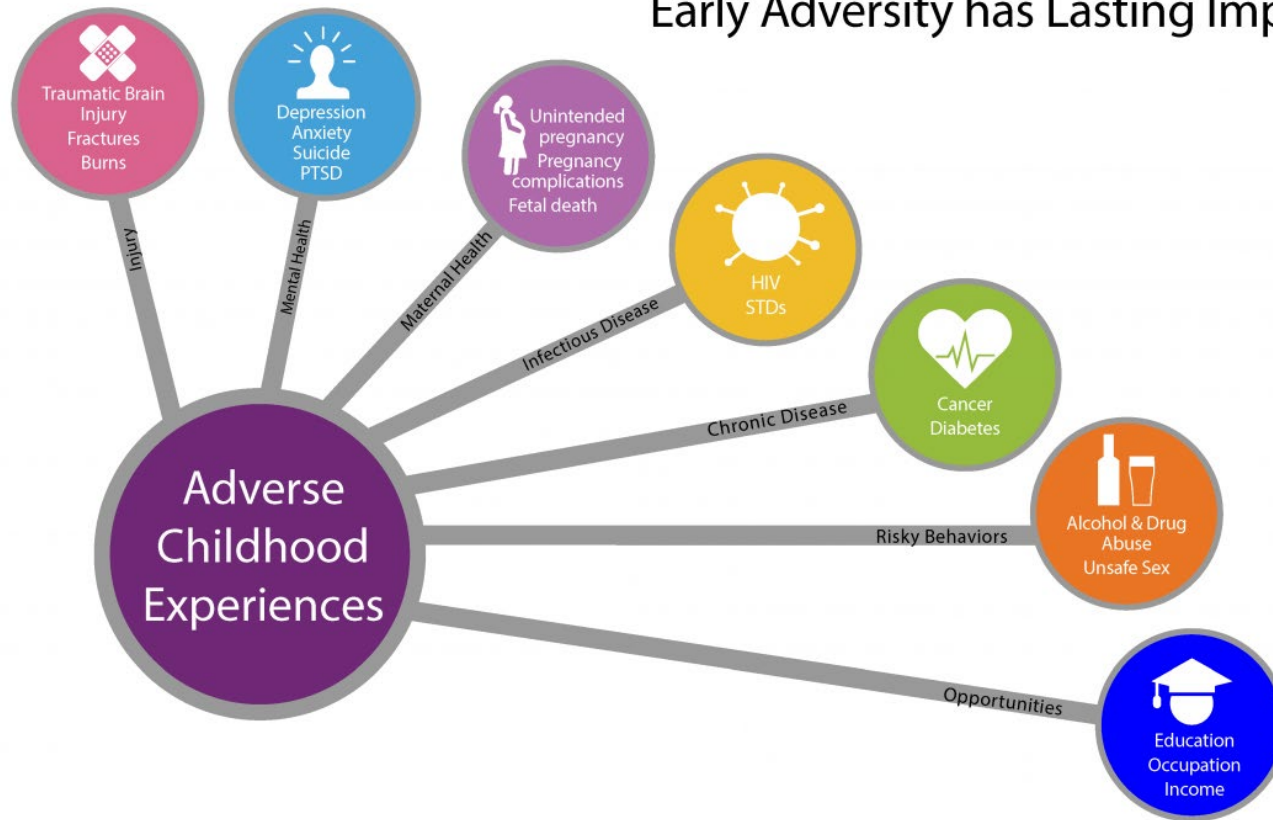 Early Adversity has Lasting Imp
Traumatic Brain
Injury
Fractures
Burns
Depression
Anxiety
Suicide
PTSD
Unintended
pregnancy
Pregnancy
complications
Fetal death
HIV
STDs
Cancer
Diabetes
Alcohol & Drug
Abuse
Unsafe Sex
Education
Occupation
Income
Injury
Mental Health
Maternal Health
Infectious Disease
Chronic Disease
Risky Behaviors
Opportunities
Adverse
Childhood
Experiences